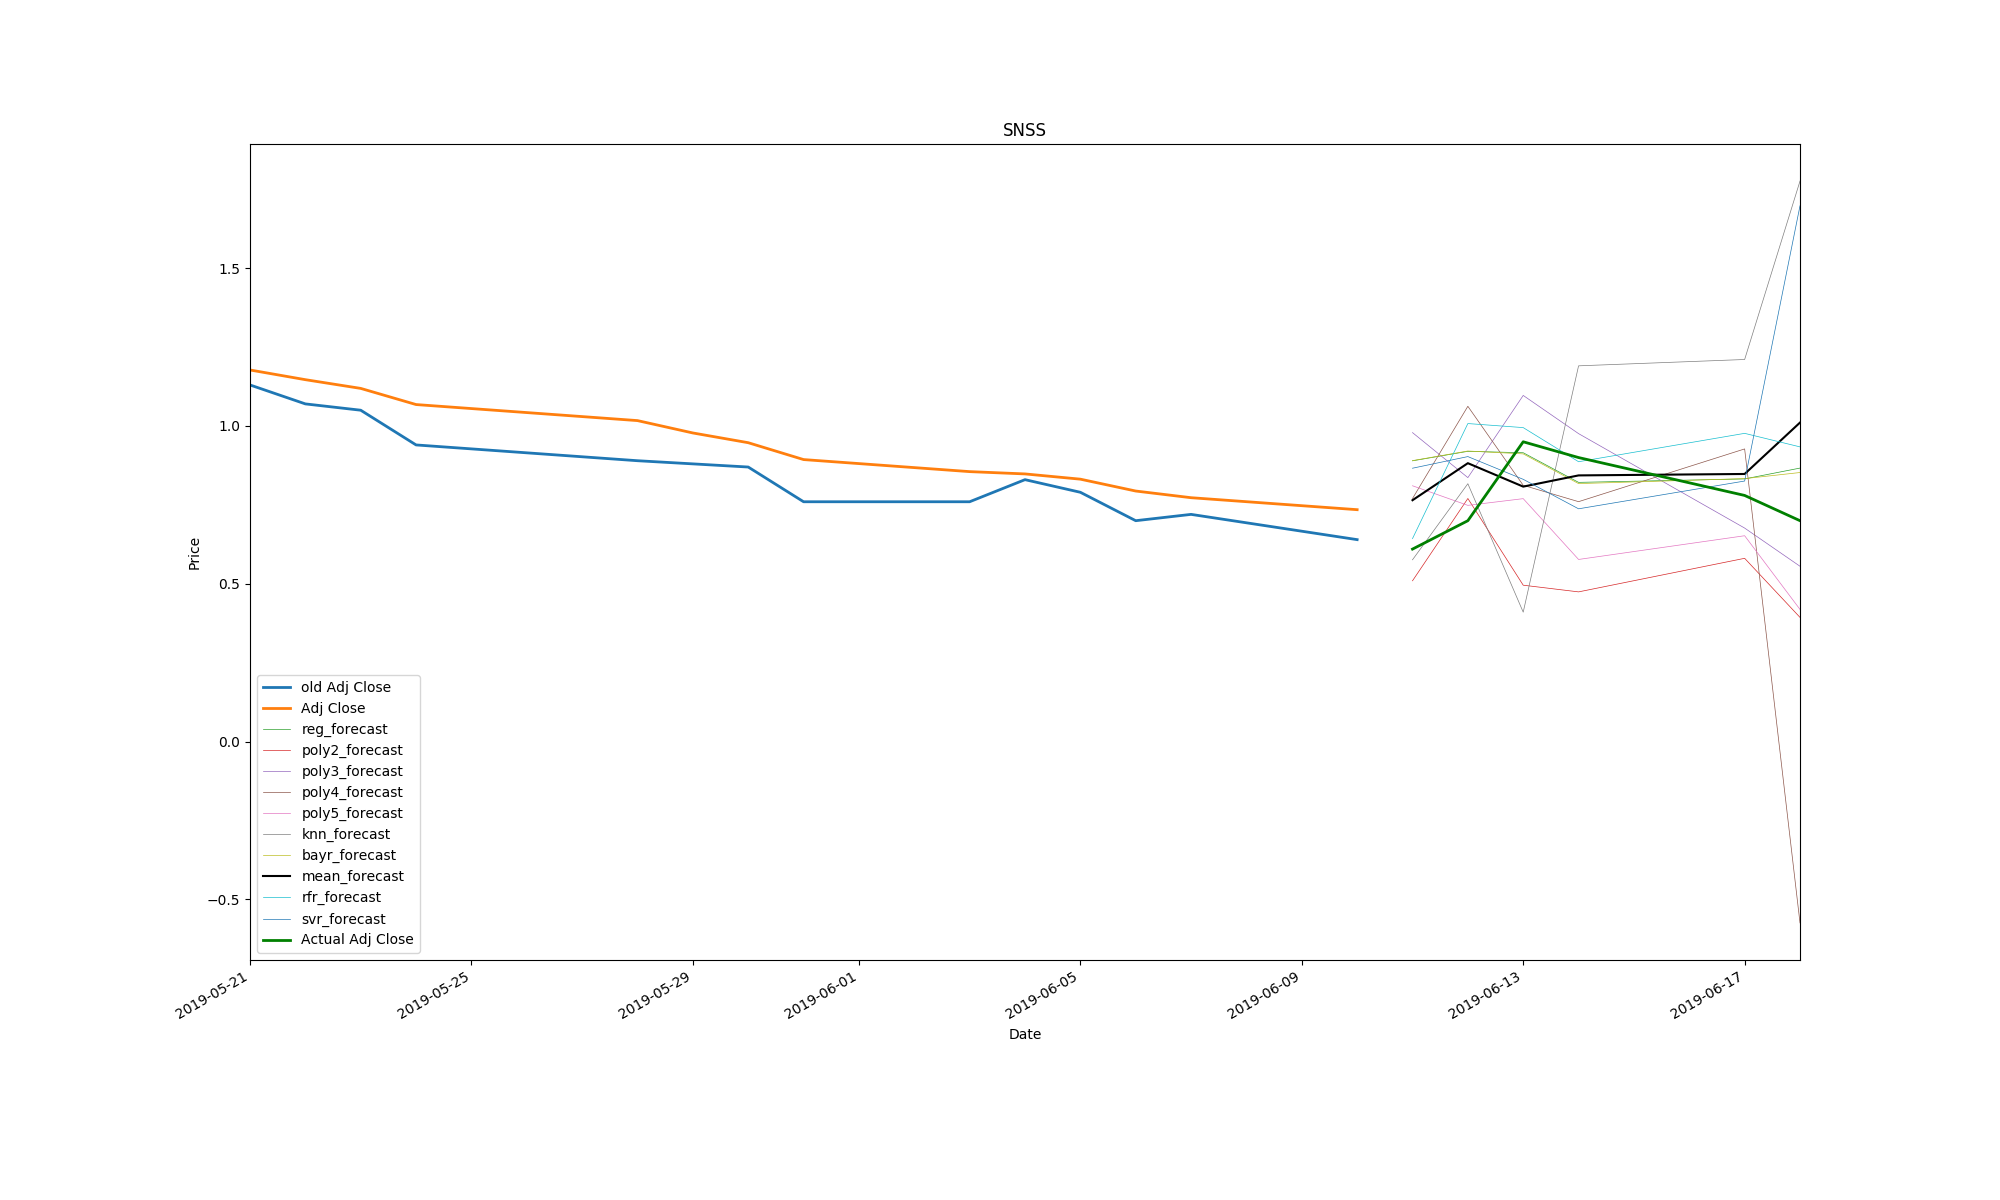 SNSS
Price
1.5
1.0
0.5
0.0
−0.5
old Adj Close
Adj Close
reg_forecast
poly2_forecast
poly3_forecast
poly4_forecast
poly5_forecast
knn_forecast
bayr_forecast
mean_forecast
rfr_forecast
svr_forecast
Actual Adj Close
2019-05-21
2019-05-25
2019-05-29
2019-06-01
2019-06-05
2019-06-09
2019-06-13
2019-06-17
Date